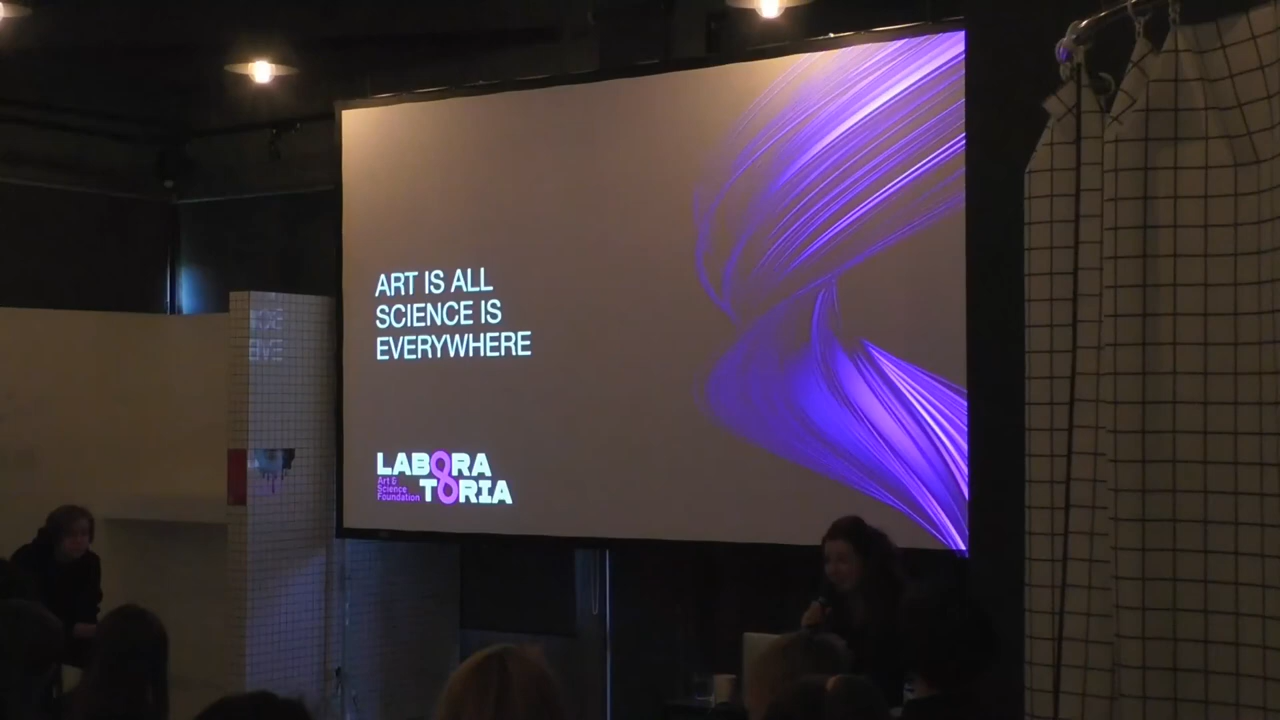 ART IS ALL
SCIENCE IS
EVERYWHERE
LABORA
Art &
Science
Foundation
TORIA